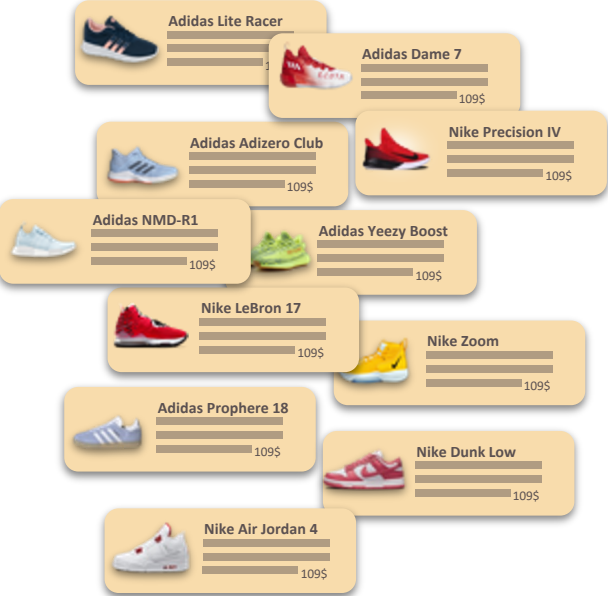 Adidas Lite Racer
Adidas Dame 7
109$
Nike Precision IV
109$
Adidas Adizero Club
109$
Adidas NMD-R1
109$
Adidas Yeezy Boost
109$
Nike LeBron 17
109$
Nike Zoom
109$
Adidas Prophere 18
109$
Nike Dunk Low
109$
Nike Air Jordan 4
109$